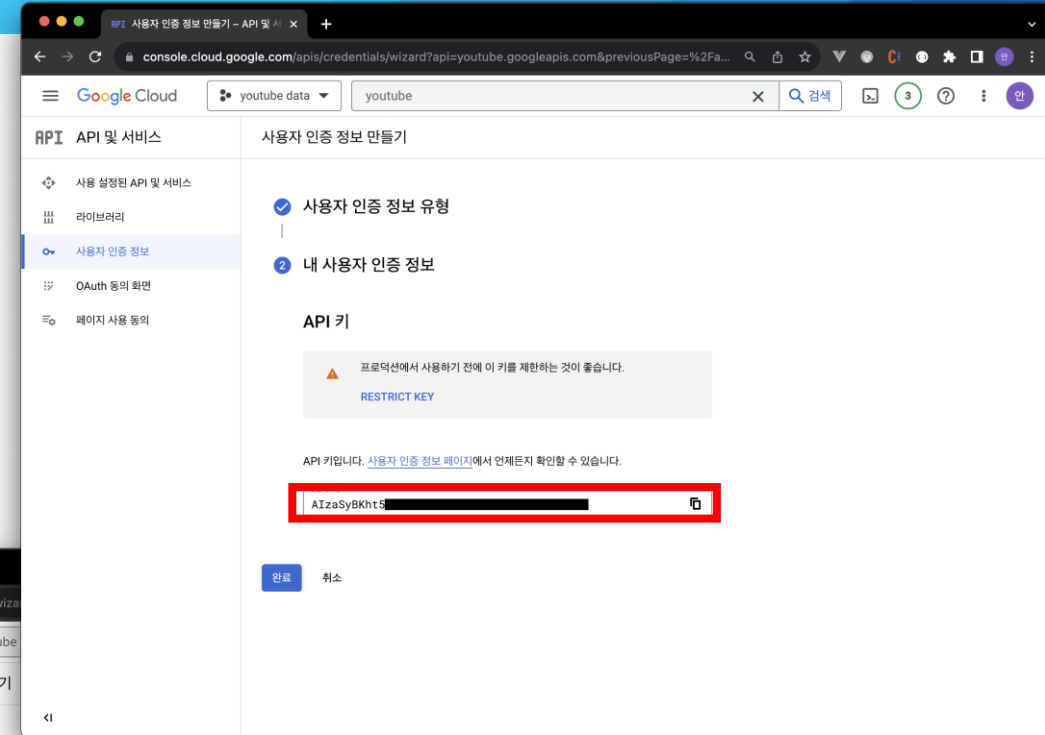 API 사용자 인증 정보 만들기 – API 및 서
console.cloud.google.com/apis/credentials/wizard?api=youtube.googleapis.com&previousPage=%2Fa...
Google Cloud
youtube data
youtube
검색
3
안
API API 및 서비스
사용자 인증 정보 만들기
사용 설정된 API 및 서비스
라이브러리
사용자 인증 정보
OAuth 동의 화면
페이지 사용 동의
사용자 인증 정보 유형
2 내 사용자 인증 정보
API 키
프로덕션에서 사용하기 전에 이 키를 제한하는 것이 좋습니다.
RESTRICT KEY
API 키입니다. 사용자 인증 정보 페이지에서 언제든지 확인할 수 있습니다.
AIzaSyBKht5
완료
취소